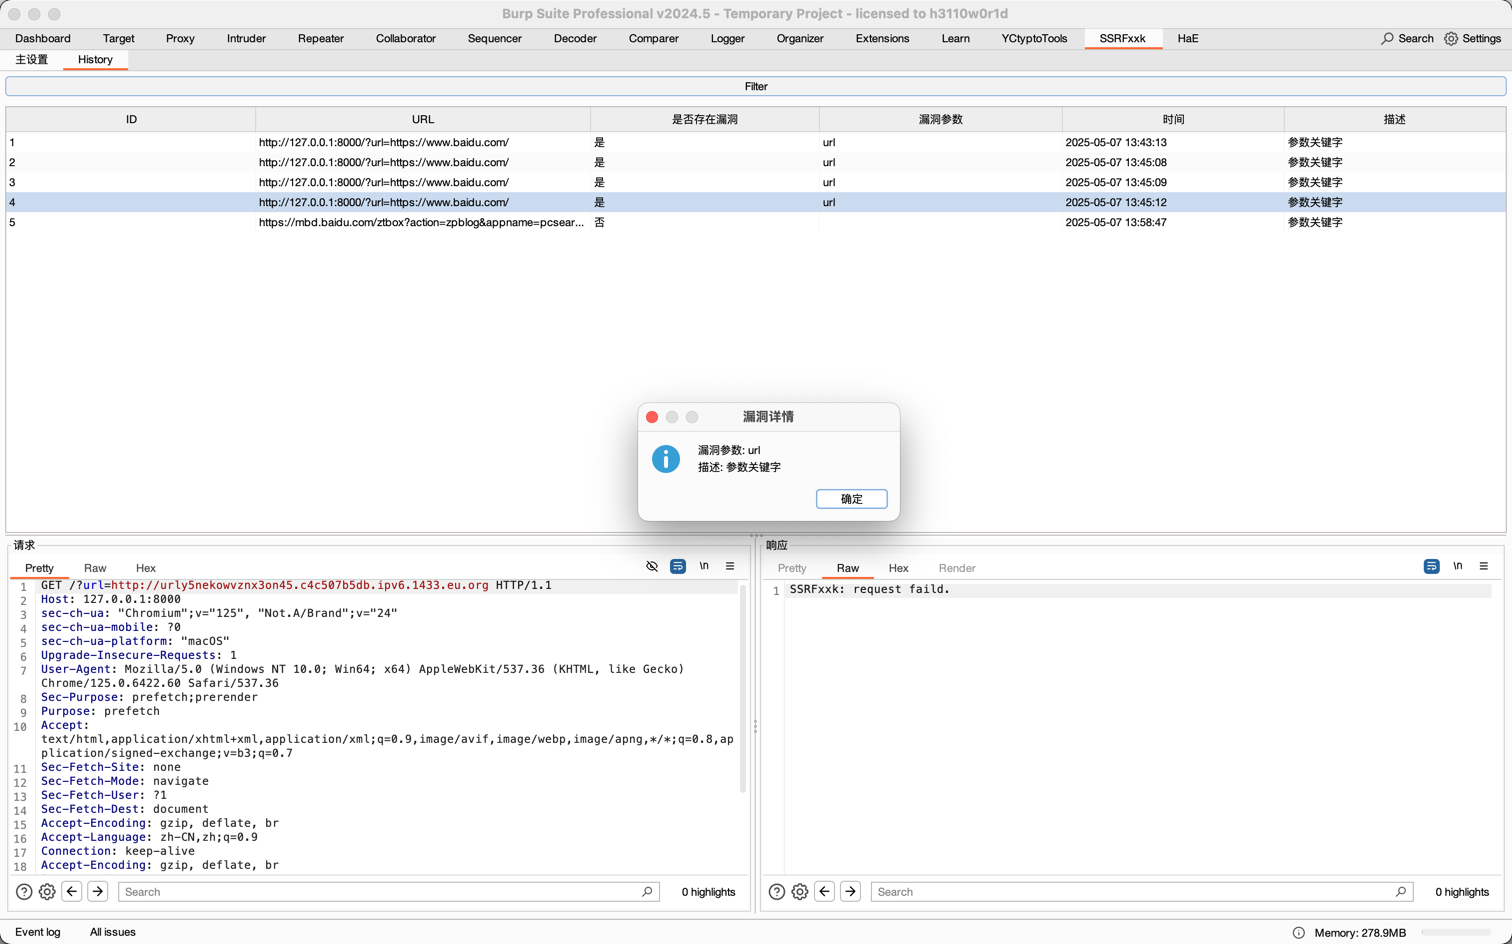 Burp Suite Professional v2024.5 - Temporary Project - licensed to h3110w0r1d
Dashboard Target Proxy Intruder Repeater Collaborator Sequencer Decoder Comparer Logger Organizer Extensions Learn YCtyptoTools SSRFxxk HaE Search Settings
主设置 History
Filter
ID URL 是否存在漏洞 漏洞参数 时间 描述
1 http://127.0.0.1:8000/?url=https://www.baidu.com/ 是 url 2025-05-07 13:43:13 参数关键字
2 http://127.0.0.1:8000/?url=https://www.baidu.com/ 是 url 2025-05-07 13:45:08 参数关键字
3 http://127.0.0.1:8000/?url=https://www.baidu.com/ 是 url 2025-05-07 13:45:09 参数关键字
4 http://127.0.0.1:8000/?url=https://www.baidu.com/ 是 url 2025-05-07 13:45:12 参数关键字
5 https://mbd.baidu.com/ztbox?action=zpblog&appname=pcsear... 否 2025-05-07 13:58:47 参数关键字
漏洞详情
漏洞参数: url
描述: 参数关键字
确定
请求
Pretty Raw Hex \n
1 GET /?url=http://urly5nekowvznx3on45.c4c507b5db.ipv6.1433.eu.org HTTP/1.1
2 Host: 127.0.0.1:8000
3 sec-ch-ua: "Chromium";v="125", "Not.A/Brand";v="24"
4 sec-ch-ua-mobile: ?0
5 sec-ch-ua-platform: "macOS"
6 Upgrade-Insecure-Requests: 1
7 User-Agent: Mozilla/5.0 (Windows NT 10.0; Win64; x64) AppleWebKit/537.36 (KHTML, like Gecko)
Chrome/125.0.6422.60 Safari/537.36
8 Sec-Purpose: prefetch;prerender
9 Purpose: prefetch
10 Accept:
text/html,application/xhtml+xml,application/xml;q=0.9,image/avif,image/webp,image/apng,*/*;q=0.8,ap
plication/signed-exchange;v=b3;q=0.7
11 Sec-Fetch-Site: none
12 Sec-Fetch-Mode: navigate
13 Sec-Fetch-User: ?1
14 Sec-Fetch-Dest: document
15 Accept-Encoding: gzip, deflate, br
16 Accept-Language: zh-CN,zh;q=0.9
17 Connection: keep-alive
18 Accept-Encoding: gzip, deflate, br
Search 0 highlights
响应
Pretty Raw Hex Render \n
1 SSRFxxk: request faild.
Search 0 highlights
Event log All issues Memory: 278.9MB